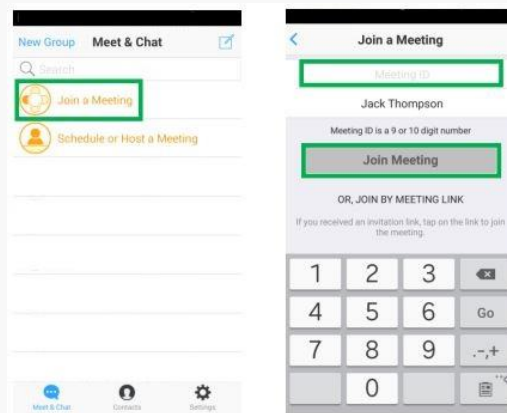 New Group Meet & Chat
Search
Join a Meeting
Schedule or Host a Meeting
Meet & Chat Contacts Settings
Join a Meeting
Meeting ID
Jack Thompson
Meeting ID is a 9 or 10 digit number
Join Meeting
OR, JOIN BY MEETING LINK
If you received an invitation link, tap on the link to join
the meeting.
1 2 3
4 5 6 Go
7 8 9 .-,+
0